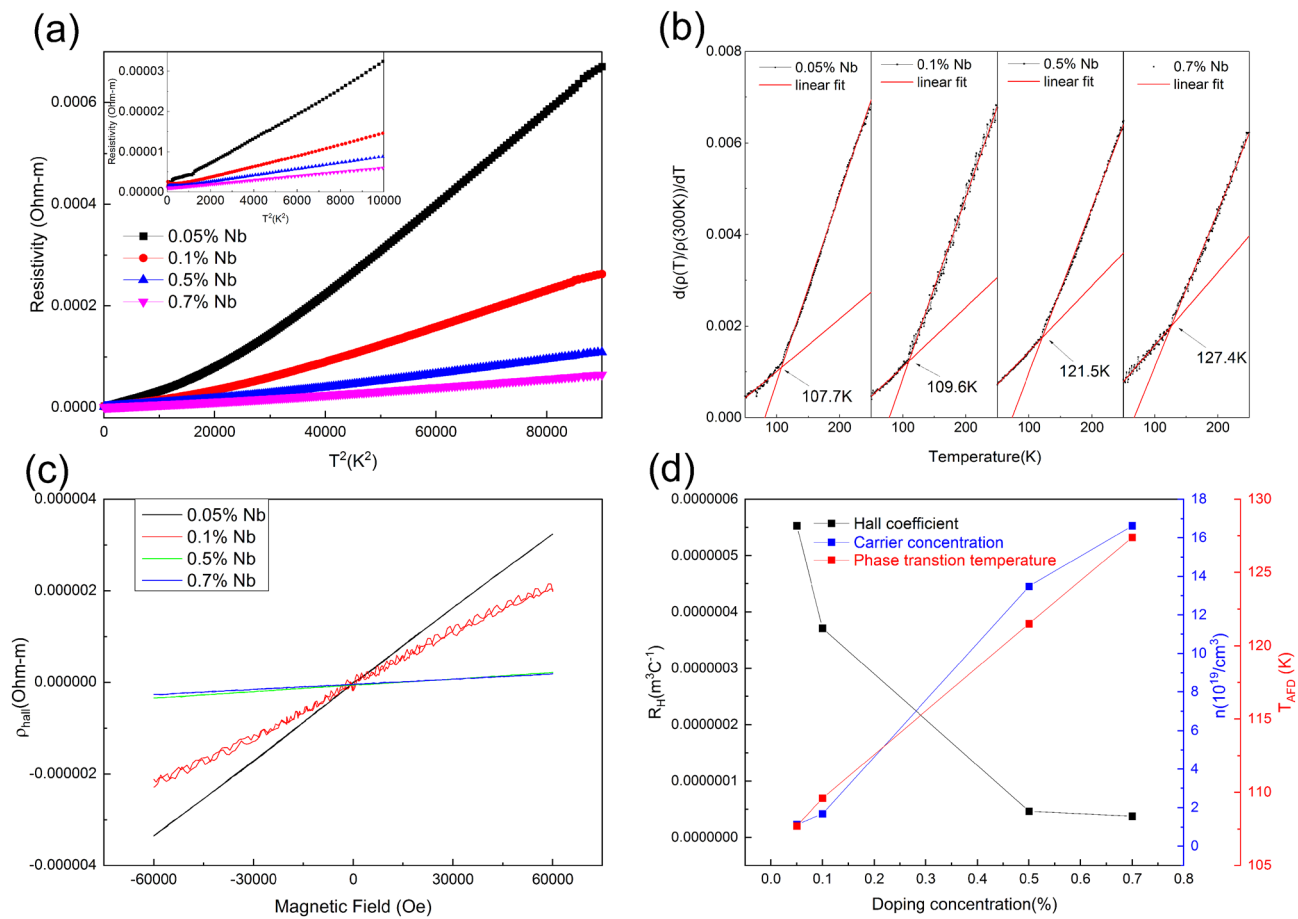 (a)
0.0006
0.0004
0.0002
0.0000
Resistivity (Ohm-m)
0 20000 40000 60000 80000
T²(K²)
0.00003
0.00002
0.00001
0.00000
Resistivity (Ohm-m)
0 2000 4000 6000 8000 10000
T²(K²)
0.05% Nb
0.1% Nb
0.5% Nb
0.7% Nb
(b)
0.008
0.006
0.004
0.002
0.000
d(ρ(T)/ρ(300K))/dT
0.05% Nb
linear fit
0.1% Nb
linear fit
0.5% Nb
linear fit
0.7% Nb
linear fit
107.7K
109.6K
121.5K
127.4K
100 200 100 200 100 200 100 200
Temperature(K)
(c)
0.000004
0.000002
0.000000
-0.000002
-0.000004
ρhall(Ohm-m)
0.05% Nb
0.1% Nb
0.5% Nb
0.7% Nb
-60000 -30000 0 30000 60000
Magnetic Field (Oe)
(d)
0.0000006
0.0000005
0.0000004
0.0000003
0.0000002
0.0000001
0.0000000
RH(m³C⁻¹)
Hall coefficient
Carrier concentration
Phase transtion temperature
0.0 0.1 0.2 0.3 0.4 0.5 0.6 0.7 0.8
Doping concentration(%)
18
16
14
12
10
8
6
4
2
0
n(10¹⁹/cm³)
130
125
120
115
110
105
TAFD (K)